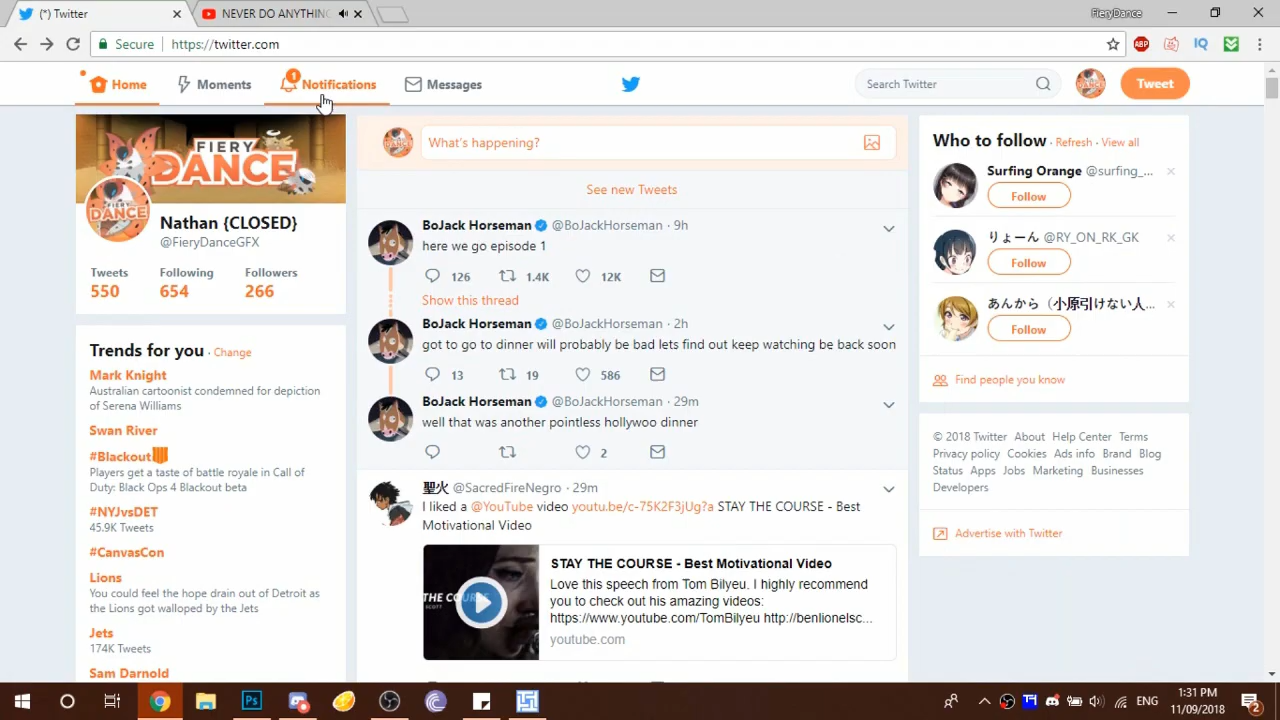 (*) Twitter
NEVER DO ANYTHING
FieryDance
Secure
https://twitter.com
ABP
IQ
Home
Moments
1
Notifications
Messages
Search Twitter
Tweet
FIERY
DANCE
DANCE
Nathan {CLOSED}
@FieryDanceGFX
Tweets Following Followers
550 654 266
Trends for you · Change
Mark Knight
Australian cartoonist condemned for depiction
of Serena Williams
Swan River
#Blackout
Players get a taste of battle royale in Call of
Duty: Black Ops 4 Blackout beta
#NYJvsDET
45.9K Tweets
#CanvasCon
Lions
You could feel the hope drain out of Detroit as
the Lions got walloped by the Jets
Jets
174K Tweets
Sam Darnold
What's happening?
See new Tweets
BoJack Horseman @BoJackHorseman · 9h
here we go episode 1
126 1.4K 12K
Show this thread
BoJack Horseman @BoJackHorseman · 2h
got to go to dinner will probably be bad lets find out keep watching be back soon
13 19 586
BoJack Horseman @BoJackHorseman · 29m
well that was another pointless hollywoo dinner
2
聖火 @SacredFireNegro · 29m
I liked a @YouTube video youtu.be/c-75K2F3jUg?a STAY THE COURSE - Best
Motivational Video
THE COURSE
SCOTT
STAY THE COURSE - Best Motivational Video
Love this speech from Tom Bilyeu. I highly recommend
you to check out his amazing videos:
https://www.youtube.com/TomBilyeu http://benlionelsc...
youtube.com
Who to follow · Refresh · View all
Surfing Orange @surfing_...
Follow
りょーん @RY_ON_RK_GK
Follow
あんから（小原引けない人...
Follow
Find people you know
© 2018 Twitter About Help Center Terms
Privacy policy Cookies Ads info Brand Blog
Status Apps Jobs Marketing Businesses
Developers
Advertise with Twitter
Ps
ENG
1:31 PM
11/09/2018
2